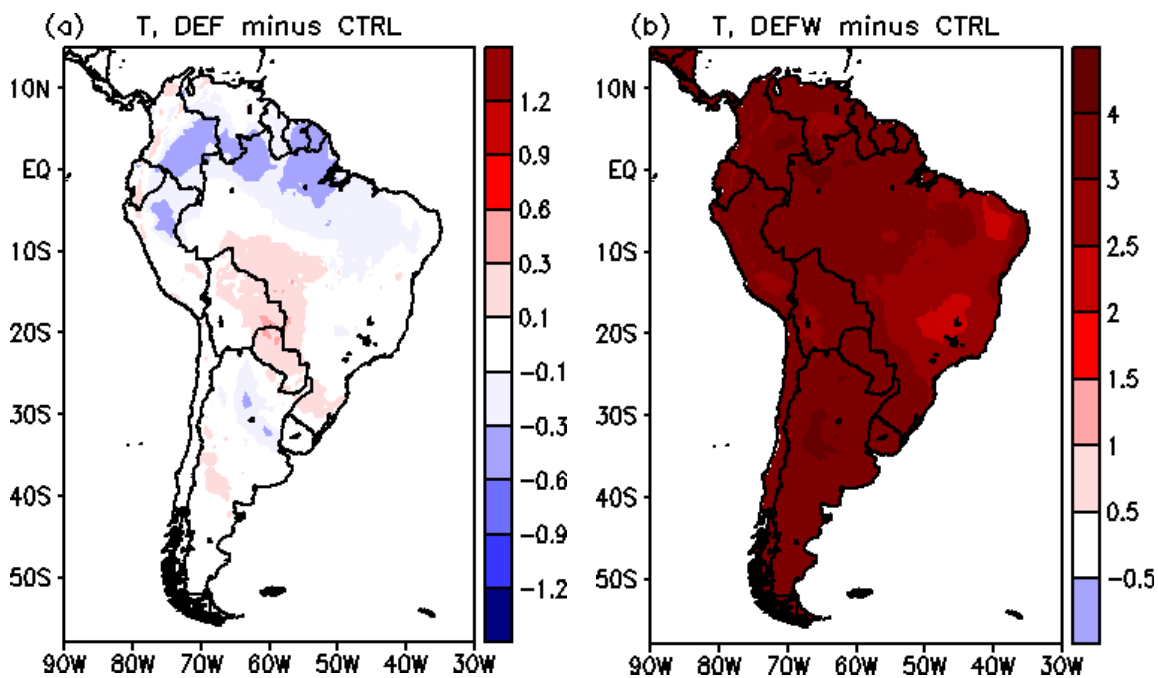 (a) T, DEF minus CTRL
10N
EQ
10S
20S
30S
40S
50S
90W 80W 70W 60W 50W 40W 30W
1.2
0.9
0.6
0.3
0.1
−0.1
−0.3
−0.6
−0.9
−1.2
(b) T, DEFW minus CTRL
10N
EQ
10S
20S
30S
40S
50S
90W 80W 70W 60W 50W 40W 30W
4
3
2.5
2
1.5
1
0.5
−0.5